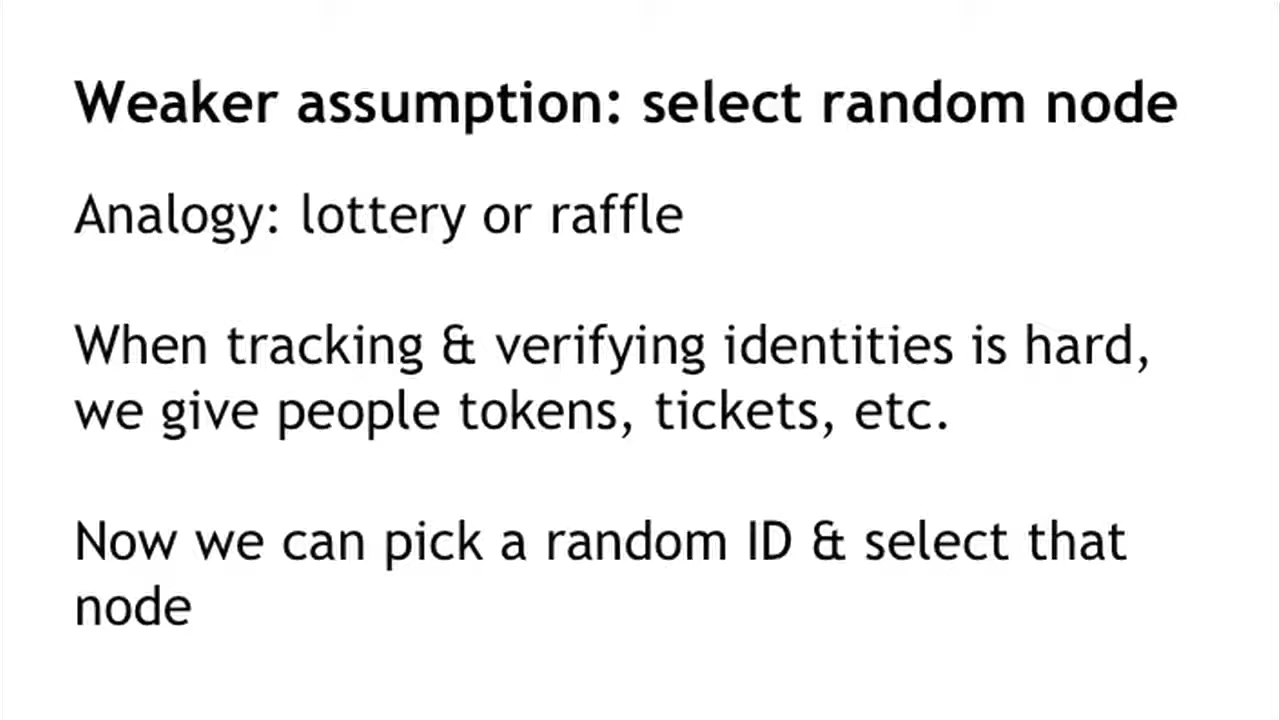 Weaker assumption: select random node
Analogy: lottery or raffle
When tracking & verifying identities is hard,
we give people tokens, tickets, etc.
Now we can pick a random ID & select that
node